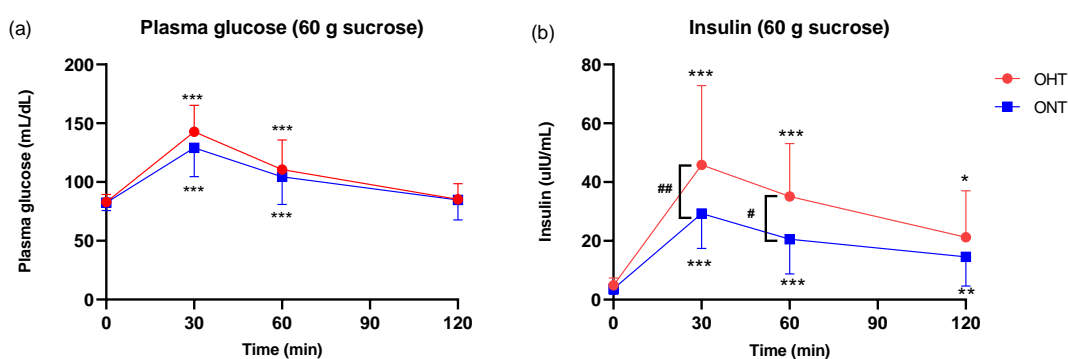 (a)
Plasma glucose (60 g sucrose)
Plasma glucose (mL/dL)
200
150
100
50
0
***
***
***
***
0 30 60 90 120
Time (min)
(b)
Insulin (60 g sucrose)
Insulin (uIU/mL)
80
60
40
20
0
***
***
*
##
#
***
***
**
0 30 60 90 120
Time (min)
OHT
ONT